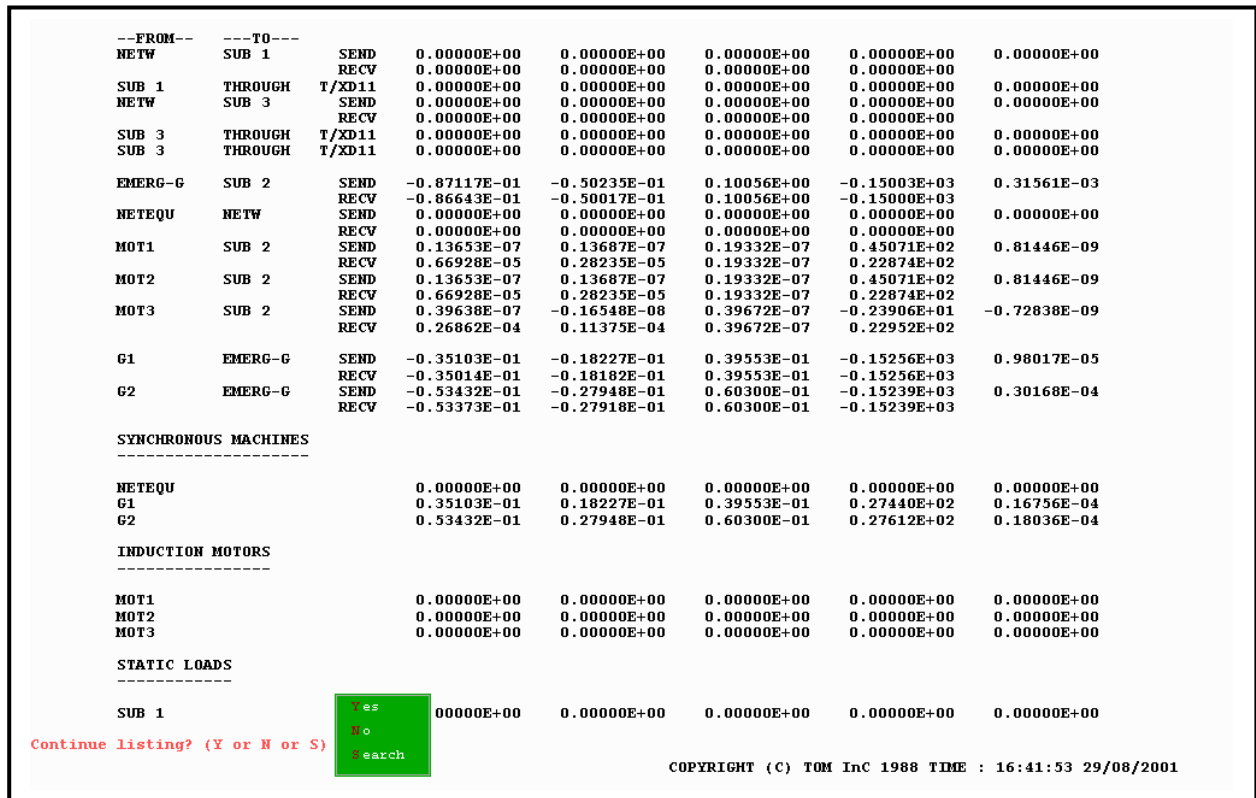 --FROM-- ---TO---
NETW SUB 1 SEND 0.00000E+00 0.00000E+00 0.00000E+00 0.00000E+00 0.00000E+00
RECV 0.00000E+00 0.00000E+00 0.00000E+00 0.00000E+00
SUB 1 THROUGH T/XD11 0.00000E+00 0.00000E+00 0.00000E+00 0.00000E+00 0.00000E+00
NETW SUB 3 SEND 0.00000E+00 0.00000E+00 0.00000E+00 0.00000E+00 0.00000E+00
RECV 0.00000E+00 0.00000E+00 0.00000E+00 0.00000E+00
SUB 3 THROUGH T/XD11 0.00000E+00 0.00000E+00 0.00000E+00 0.00000E+00 0.00000E+00
SUB 3 THROUGH T/XD11 0.00000E+00 0.00000E+00 0.00000E+00 0.00000E+00 0.00000E+00
EMERG-G SUB 2 SEND -0.87117E-01 -0.50235E-01 0.10056E+00 -0.15003E+03 0.31561E-03
RECV -0.86643E-01 -0.50017E-01 0.10056E+00 -0.15000E+03
NETEQU NETW SEND 0.00000E+00 0.00000E+00 0.00000E+00 0.00000E+00 0.00000E+00
RECV 0.00000E+00 0.00000E+00 0.00000E+00 0.00000E+00
MOT1 SUB 2 SEND 0.13653E-07 0.13687E-07 0.19332E-07 0.45071E+02 0.81446E-09
RECV 0.66928E-05 0.28235E-05 0.19332E-07 0.22874E+02
MOT2 SUB 2 SEND 0.13653E-07 0.13687E-07 0.19332E-07 0.45071E+02 0.81446E-09
RECV 0.66928E-05 0.28235E-05 0.19332E-07 0.22874E+02
MOT3 SUB 2 SEND 0.39638E-07 -0.16548E-08 0.39672E-07 -0.23906E+01 -0.72838E-09
RECV 0.26862E-04 0.11375E-04 0.39672E-07 0.22952E+02
G1 EMERG-G SEND -0.35103E-01 -0.18227E-01 0.39553E-01 -0.15256E+03 0.98017E-05
RECV -0.35014E-01 -0.18182E-01 0.39553E-01 -0.15256E+03
G2 EMERG-G SEND -0.53432E-01 -0.27948E-01 0.60300E-01 -0.15239E+03 0.30168E-04
RECV -0.53373E-01 -0.27918E-01 0.60300E-01 -0.15239E+03
SYNCHRONOUS MACHINES
--------------------
NETEQU 0.00000E+00 0.00000E+00 0.00000E+00 0.00000E+00 0.00000E+00
G1 0.35103E-01 0.18227E-01 0.39553E-01 0.27440E+02 0.16756E-04
G2 0.53432E-01 0.27948E-01 0.60300E-01 0.27612E+02 0.18036E-04
INDUCTION MOTORS
----------------
MOT1 0.00000E+00 0.00000E+00 0.00000E+00 0.00000E+00 0.00000E+00
MOT2 0.00000E+00 0.00000E+00 0.00000E+00 0.00000E+00 0.00000E+00
MOT3 0.00000E+00 0.00000E+00 0.00000E+00 0.00000E+00 0.00000E+00
STATIC LOADS
------------
SUB 1 00000E+00 0.00000E+00 0.00000E+00 0.00000E+00 0.00000E+00
Yes
No
Search
Continue listing? (Y or N or S)
COPYRIGHT (C) TOM InC 1988 TIME : 16:41:53 29/08/2001